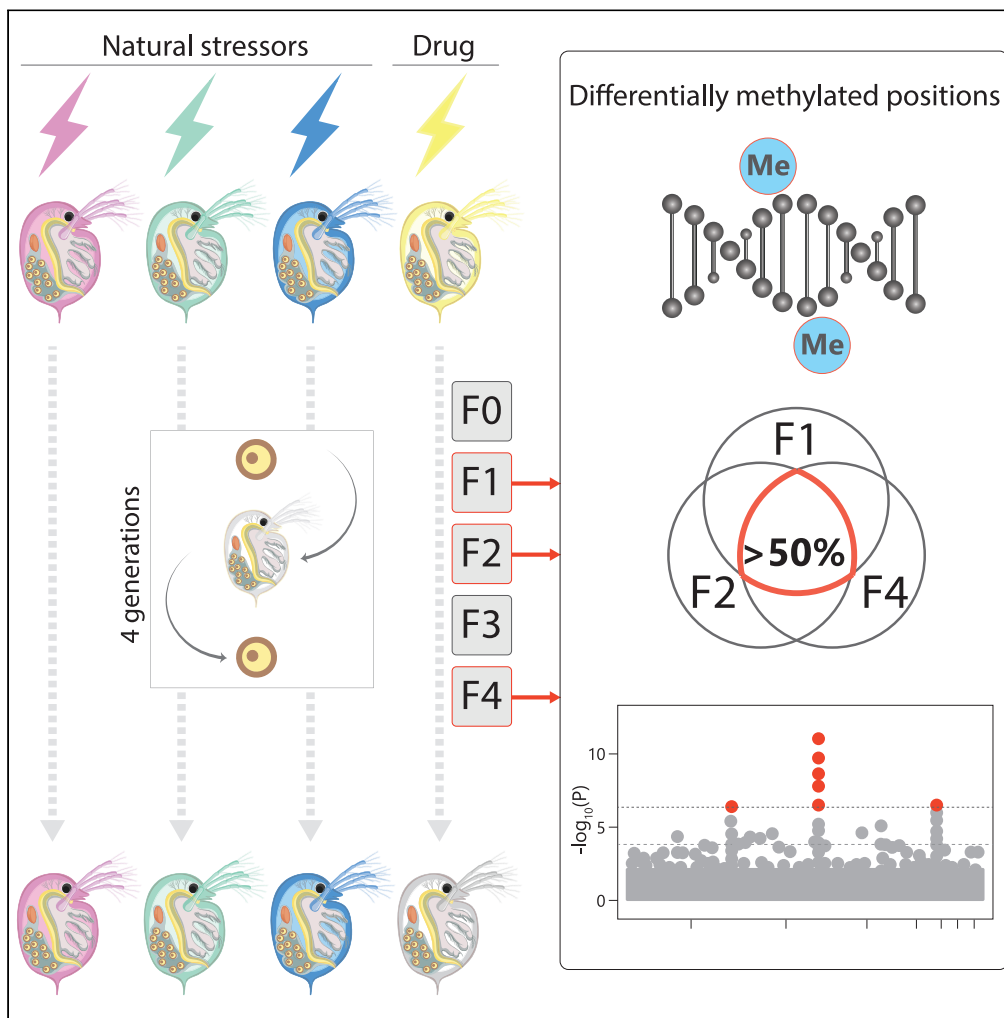 Natural stressors
Drug
4 generations
F0
F1
F2
F3
F4
Differentially methylated positions
Me
Me
F1
>50%
F2
F4
-log10(P)
10
5
0